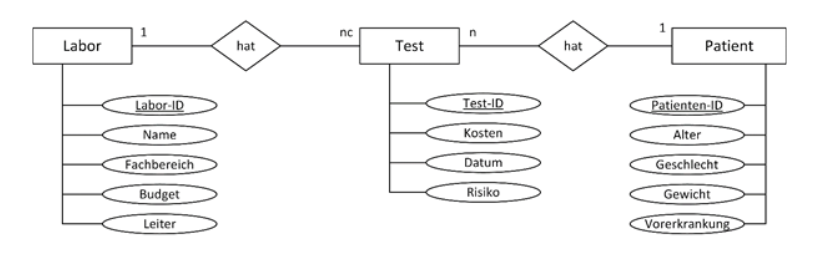 Labor 1 hat nc Test n hat 1 Patient
Labor-ID Test-ID Patienten-ID
Name Kosten Alter
Fachbereich Datum Geschlecht
Budget Risiko Gewicht
Leiter Vorerkrankung